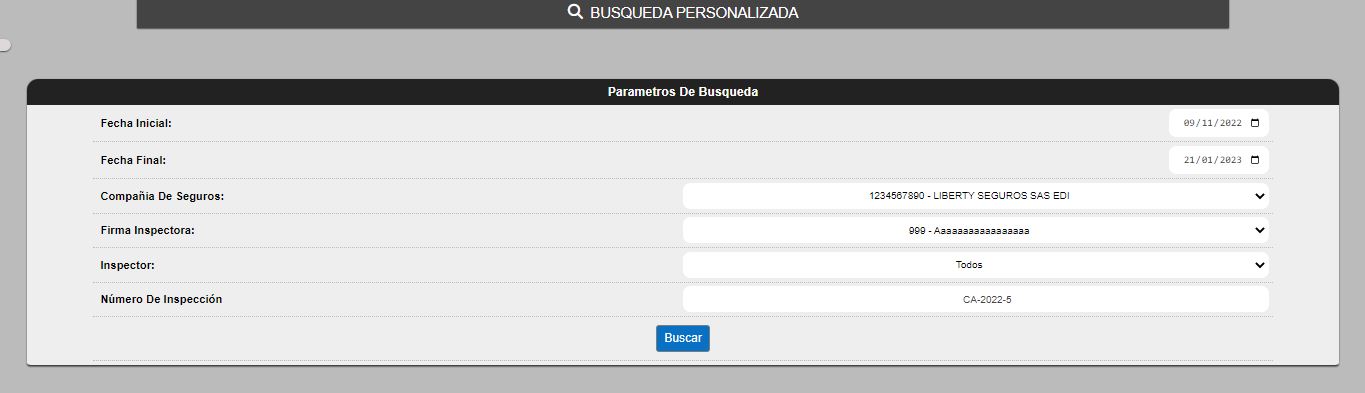 BUSQUEDA PERSONALIZADA
Parametros De Busqueda
Fecha Inicial: 09/11/2022
Fecha Final: 21/01/2023
Compañia De Seguros: 1234567890 - LIBERTY SEGUROS SAS EDI
Firma Inspectora: 999 - Aaaaaaaaaaaaaaaaa
Inspector: Todos
Número De Inspección CA-2022-5
Buscar